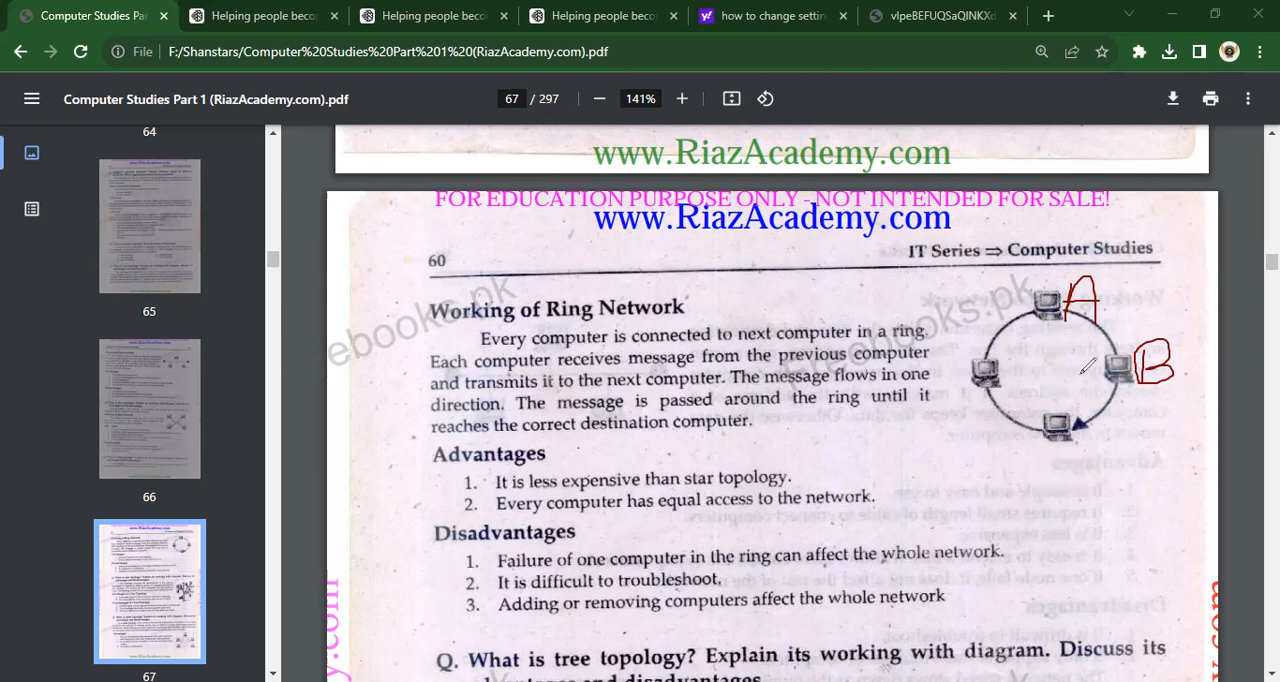 Computer Studies Par
Helping people beco
Helping people beco
Helping people beco
how to change settin
vlpeBEFUQSaQlNKXd
File
F:/Shanstars/Computer%20Studies%20Part%201%20(RiazAcademy.com).pdf
Computer Studies Part 1 (RiazAcademy.com).pdf
67 / 297
141%
64
65
66
67
www.RiazAcademy.com
FOR EDUCATION PURPOSE ONLY - NOT INTENDED FOR SALE!
www.RiazAcademy.com
60
IT Series ⇒ Computer Studies
Working of Ring Network
Every computer is connected to next computer in a ring.
Each computer receives message from the previous computer
and transmits it to the next computer. The message flows in one
direction. The message is passed around the ring until it
reaches the correct destination computer.
A
B
Advantages
1. It is less expensive than star topology.
2. Every computer has equal access to the network.
Disadvantages
1. Failure of one computer in the ring can affect the whole network.
2. It is difficult to troubleshoot.
3. Adding or removing computers affect the whole network
Q. What is tree topology? Explain its working with diagram. Discuss its
advantages and disadvantages
ebooks.pk
Freebooks.pk
y.com